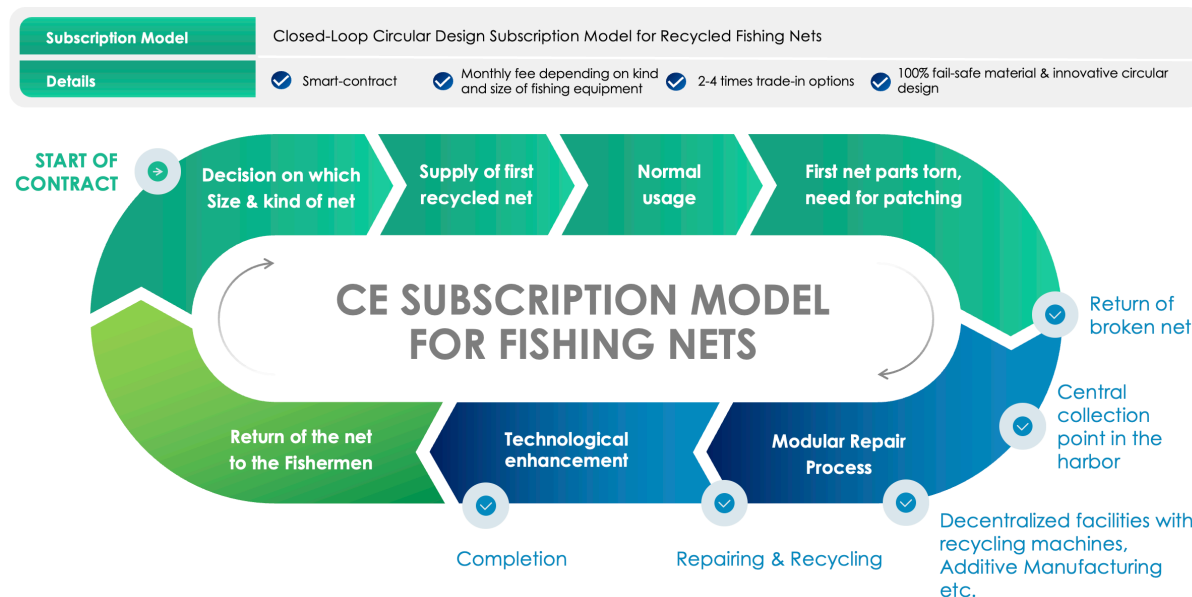 Subscription Model
Closed-Loop Circular Design Subscription Model for Recycled Fishing Nets
Details
Smart-contract
Monthly fee depending on kind
and size of fishing equipment
2-4 times trade-in options
100% fail-safe material & innovative circular
design
START OF
CONTRACT
Decision on which
Size & kind of net
Supply of first
recycled net
Normal
usage
First net parts torn,
need for patching
CE SUBSCRIPTION MODEL
FOR FISHING NETS
Return of
broken net
Central
collection
point in the
harbor
Return of the net
to the Fishermen
Technological
enhancement
Modular Repair
Process
Completion
Repairing & Recycling
Decentralized facilities with
recycling machines,
Additive Manufacturing
etc.